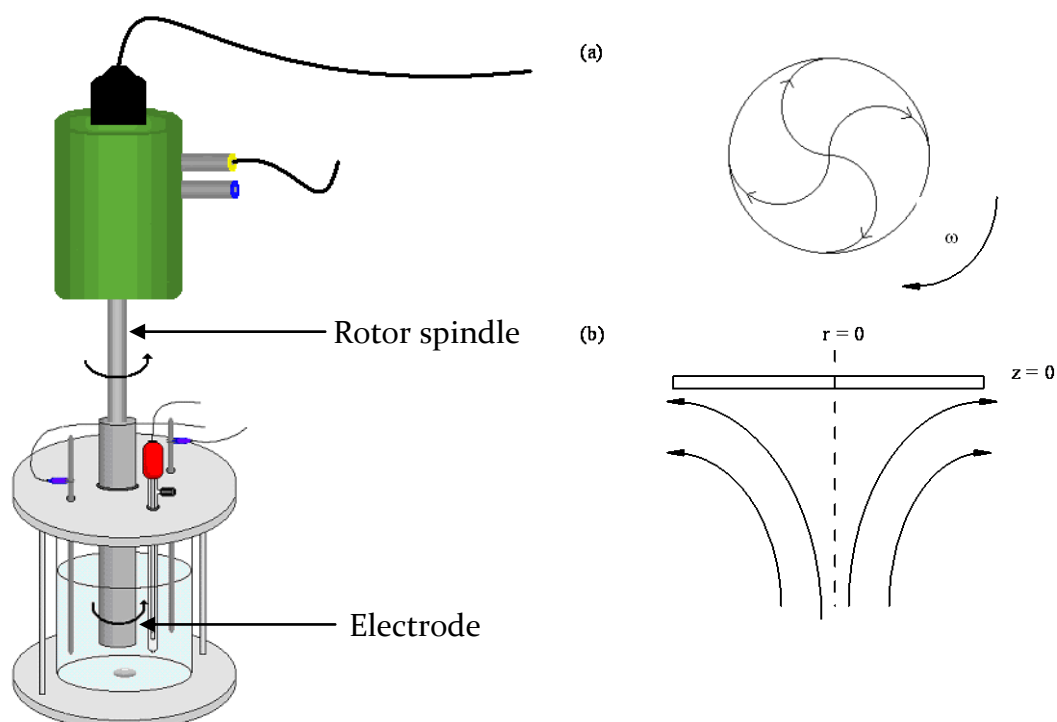 (a)
ω
Rotor spindle
(b)
r = 0
z = 0
Electrode